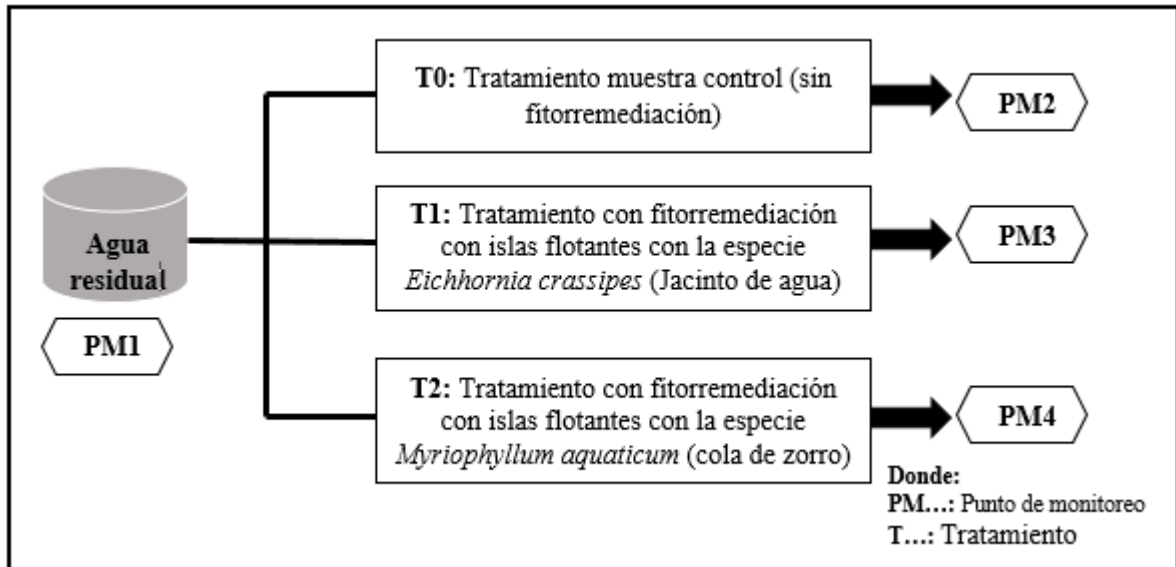 T0: Tratamiento muestra control (sin
fitorremediación)
PM2
Agua
residual
PM1
T1: Tratamiento con fitorremediación
con islas flotantes con la especie
Eichhornia crassipes (Jacinto de agua)
PM3
T2: Tratamiento con fitorremediación
con islas flotantes con la especie
Myriophyllum aquaticum (cola de zorro)
PM4
Donde:
PM...: Punto de monitoreo
T...: Tratamiento